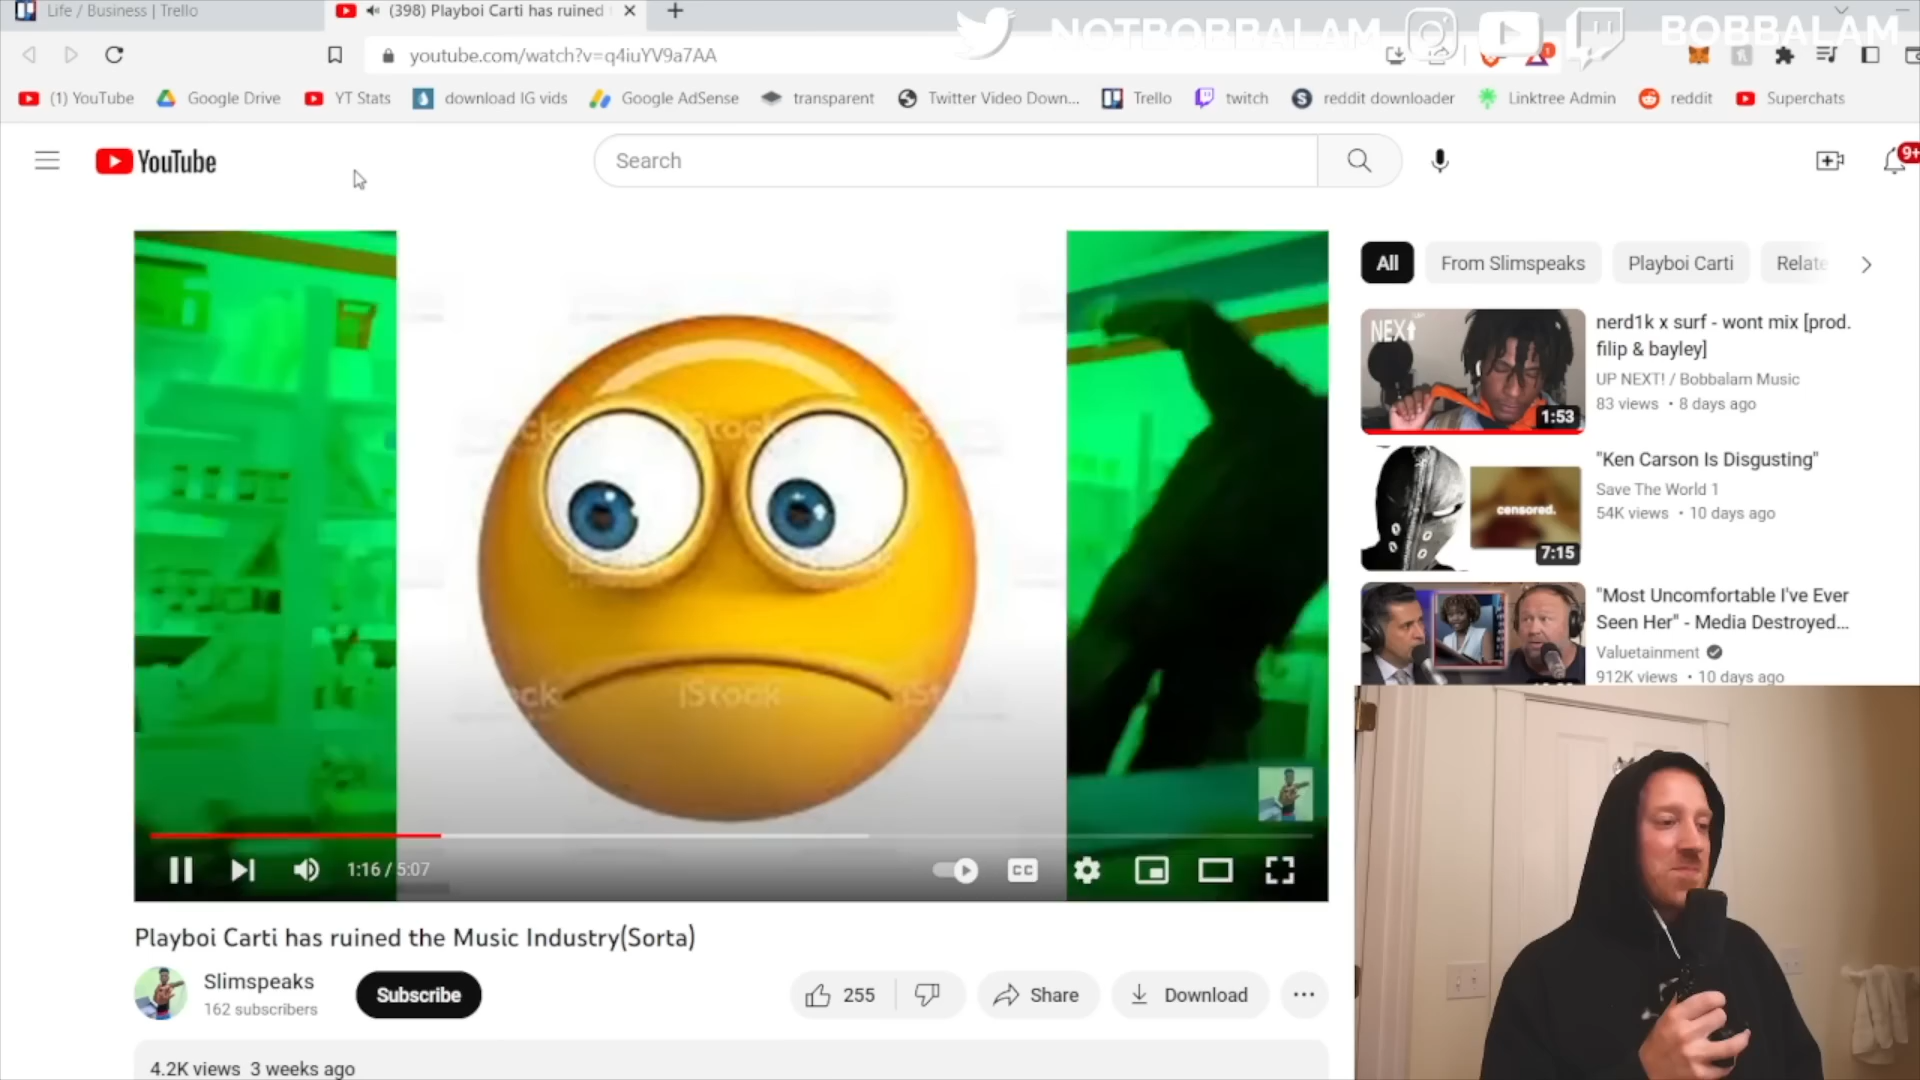 Life / Business | Trello
(398) Playboi Carti has ruined
NOTBOBBALAM
BOBBALAM
youtube.com/watch?v=q4iuYV9a7AA
1
(1) YouTube
Google Drive
YT Stats
download IG vids
Google AdSense
transparent
Twitter Video Down...
Trello
twitch
reddit downloader
Linktree Admin
reddit
Superchats
YouTube
Search
9+
All
From Slimspeaks
Playboi Carti
Relate
NEXt
1:53
nerd1k x surf - wont mix [prod.
filip & bayley]
UP NEXT! / Bobbalam Music
83 views • 8 days ago
censored.
7:15
"Ken Carson Is Disgusting"
Save The World 1
54K views • 10 days ago
"Most Uncomfortable I've Ever
Seen Her" - Media Destroyed...
Valuetainment
912K views • 10 days ago
iStock
1:16 / 5:07
CC
Playboi Carti has ruined the Music Industry(Sorta)
Slimspeaks
162 subscribers
Subscribe
255
Share
Download
4.2K views 3 weeks ago